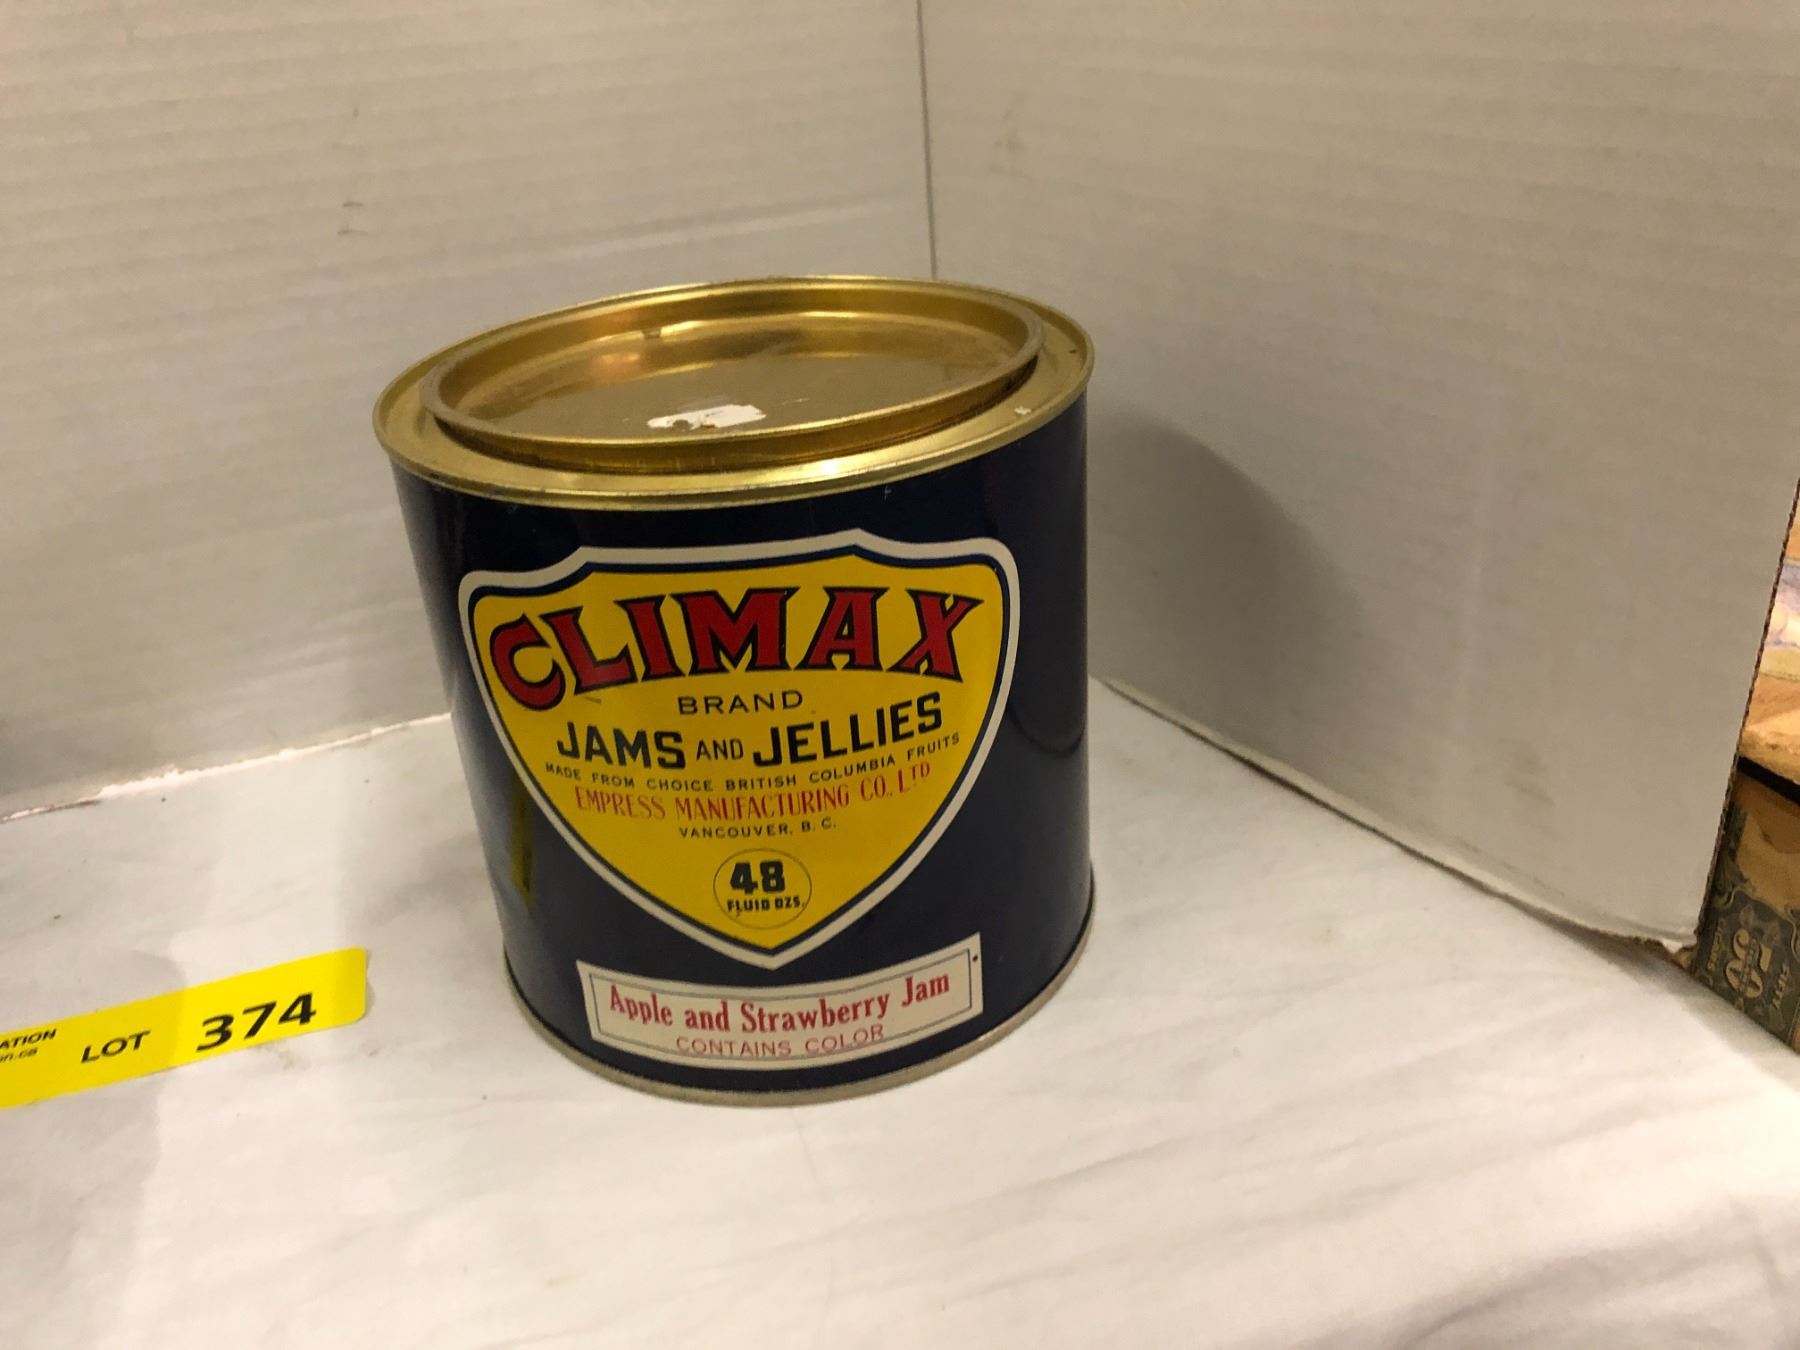 CLIMAX
BRAND
JAMS AND JELLIES
MADE FROM CHOICE BRITISH COLUMBIA FRUITS
EMPRESS MANUFACTURING CO., LTD
VANCOUVER, B. C.
48
FLUID OZS.
Apple and Strawberry Jam
CONTAINS COLOR
LOT 374
50